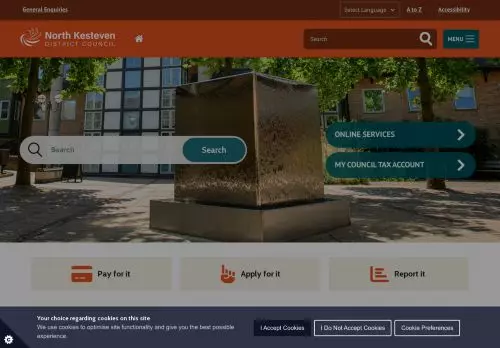 General Enquiries
Select Language
A to Z
Accessibility
North Kesteven
DISTRICT COUNCIL
Search
MENU
Search
Search
ONLINE SERVICES
MY COUNCIL TAX ACCOUNT
Pay for it
Apply for it
Report it
Your choice regarding cookies on this site
We use cookies to optimise site functionality and give you the best possible
experience.
I Accept Cookies
I Do Not Accept Cookies
Cookie Preferences